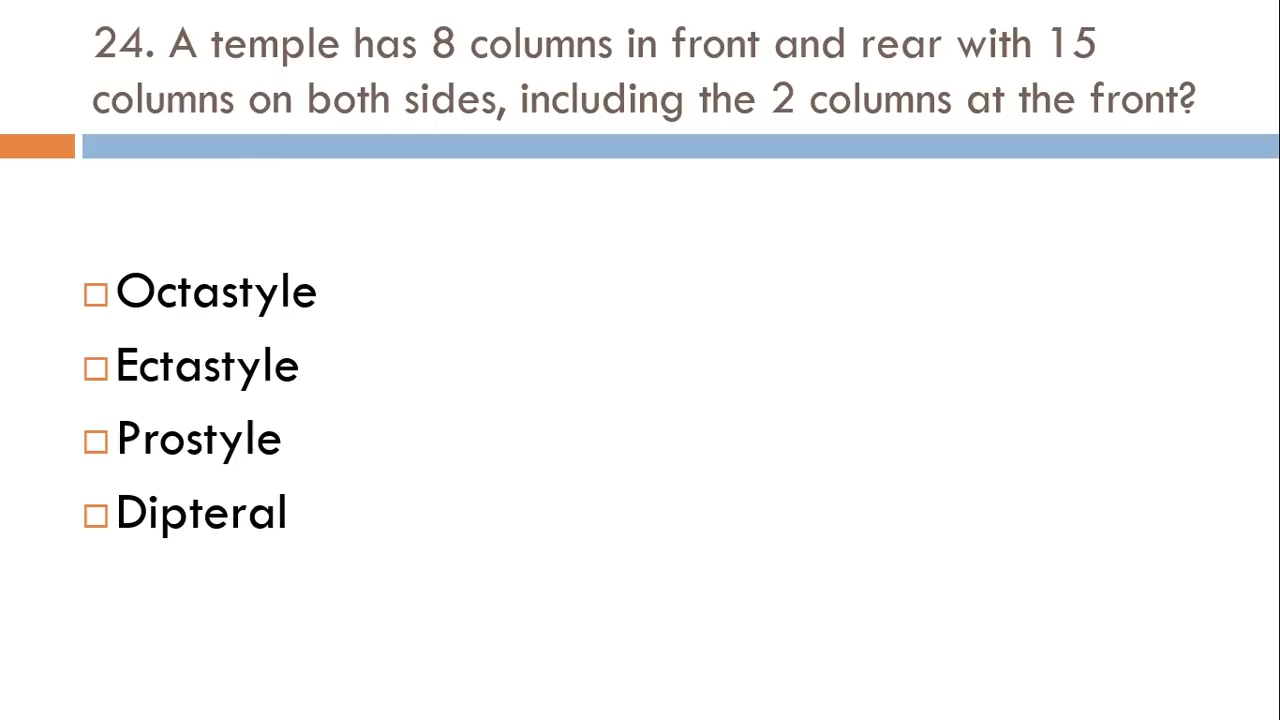 24. A temple has 8 columns in front and rear with 15
columns on both sides, including the 2 columns at the front?
Octastyle
Ectastyle
Prostyle
Dipteral